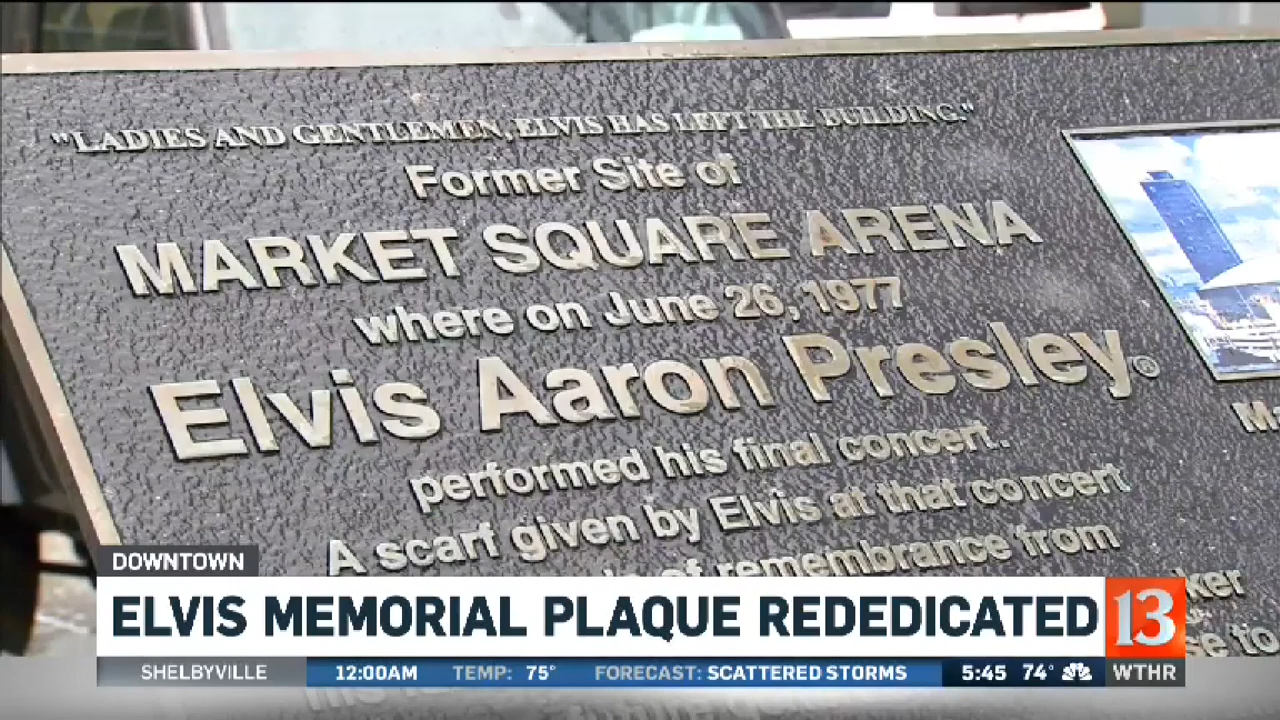 "LADIES AND GENTLEMEN, ELVIS HAS LEFT THE BUILDING."
Former Site of
MARKET SQUARE ARENA
where on June 26, 1977
Elvis Aaron Presley®
performed his final concert..
A scarf given by Elvis at that concert
of remembrance from
DOWNTOWN
ELVIS MEMORIAL PLAQUE REDEDICATED
13
SHELBYVILLE 12:00AM TEMP: 75° FORECAST: SCATTERED STORMS 5:45 74° WTHR